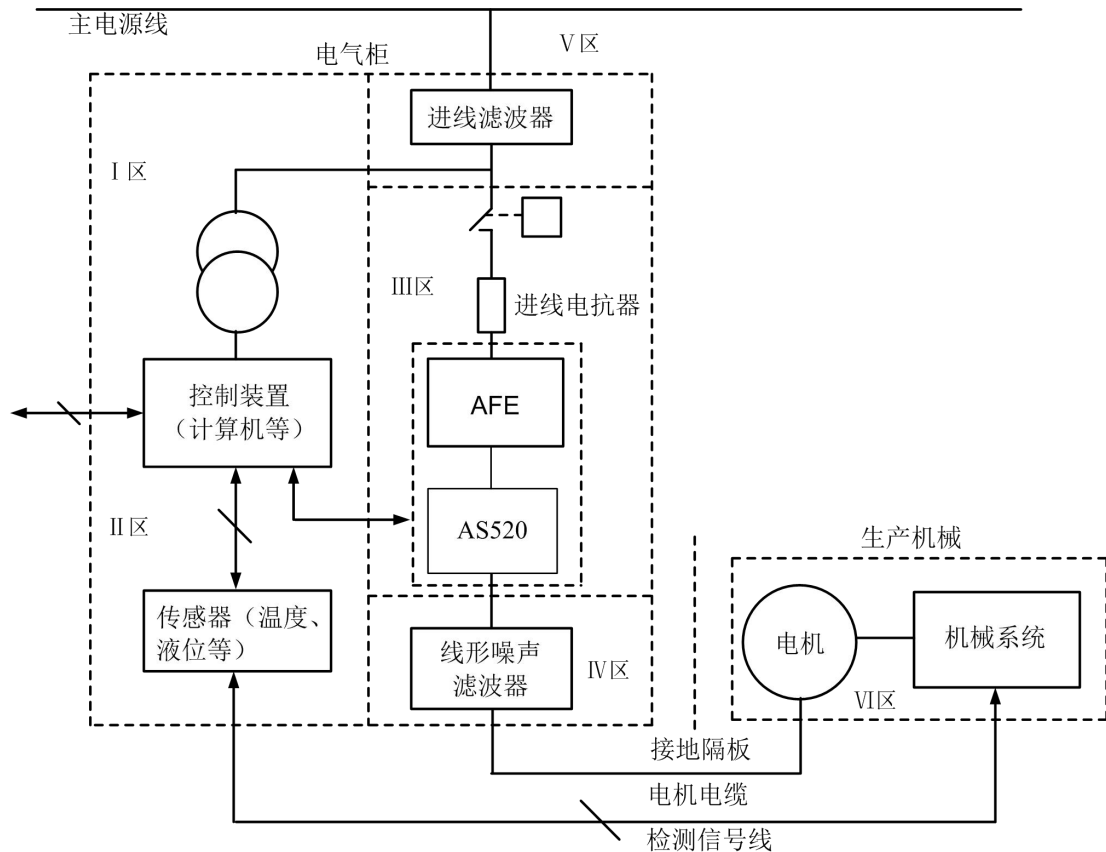 主电源线
电气柜
Ⅴ区
进线滤波器
Ⅰ区
Ⅲ区
进线电抗器
控制装置
（计算机等）
AFE
Ⅱ区
AS520
生产机械
传感器（温度、
液位等）
线形噪声
滤波器
Ⅳ区
电机
机械系统
Ⅵ区
接地隔板
电机电缆
检测信号线